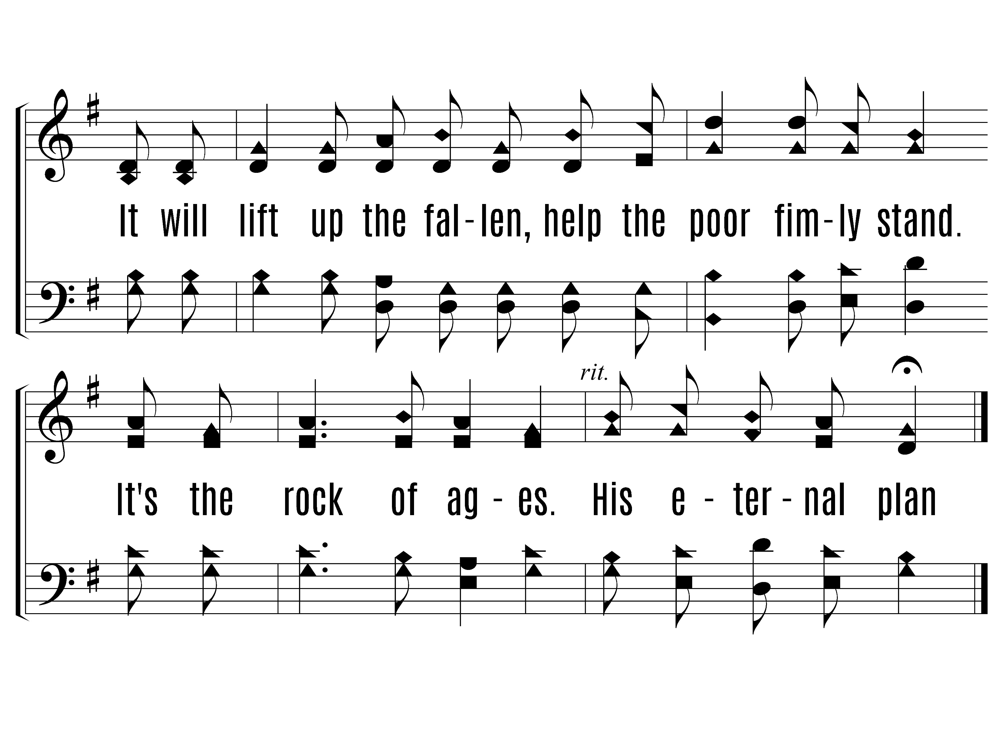 It will lift up the fal-len, help the poor fim-ly stand.
rit.
It's the rock of ag-es. His e-ter-nal plan